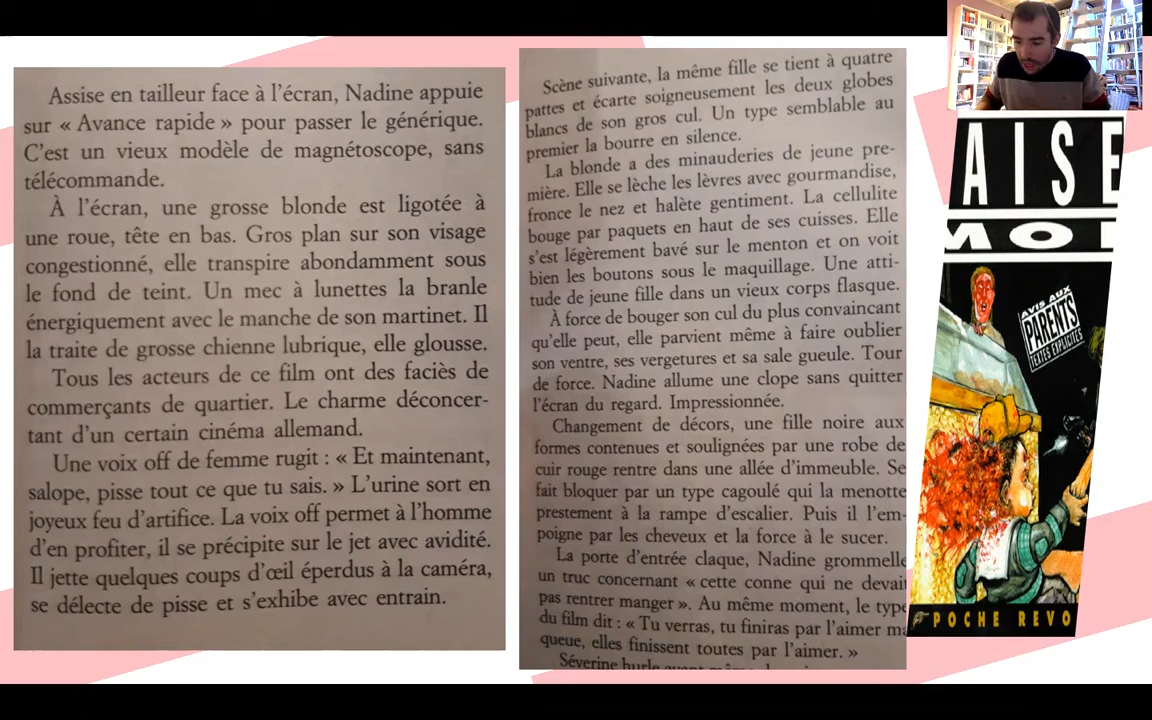 Assise en tailleur face à l'écran, Nadine appuie
sur « Avance rapide » pour passer le générique.
C'est un vieux modèle de magnétoscope, sans
télécommande.
À l'écran, une grosse blonde est ligotée à
une roue, tête en bas. Gros plan sur son visage
congestionné, elle transpire abondamment sous
le fond de teint. Un mec à lunettes la branle
énergiquement avec le manche de son martinet. Il
la traite de grosse chienne lubrique, elle glousse.
Tous les acteurs de ce film ont des faciès de
commerçants de quartier. Le charme déconcer-
tant d'un certain cinéma allemand.
Une voix off de femme rugit : « Et maintenant,
salope, pisse tout ce que tu sais. » L'urine sort en
joyeux feu d'artifice. La voix off permet à l'homme
d'en profiter, il se précipite sur le jet avec avidité.
Il jette quelques coups d'œil éperdus à la caméra,
se délecte de pisse et s'exhibe avec entrain.
Scène suivante, la même fille se tient à quatre
pattes et écarte soigneusement les deux globes
blancs de son gros cul. Un type semblable au
premier la bourre en silence.
La blonde a des minauderies de jeune pre-
mière. Elle se lèche les lèvres avec gourmandise,
fronce le nez et halète gentiment. La cellulite
bouge par paquets en haut de ses cuisses. Elle
s'est légèrement bavé sur le menton et on voit
bien les boutons sous le maquillage. Une atti-
tude de jeune fille dans un vieux corps flasque.
À force de bouger son cul du plus convaincant
qu'elle peut, elle parvient même à faire oublier
son ventre, ses vergetures et sa sale gueule. Tour
de force. Nadine allume une clope sans quitter
l'écran du regard. Impressionnée.
Changement de décors, une fille noire aux
formes contenues et soulignées par une robe de
cuir rouge rentre dans une allée d'immeuble. Se
fait bloquer par un type cagoulé qui la menotte
prestement à la rampe d'escalier. Puis il l'em-
poigne par les cheveux et la force à le sucer.
La porte d'entrée claque, Nadine grommelle
un truc concernant « cette conne qui ne devait
pas rentrer manger ». Au même moment, le type
du film dit : « Tu verras, tu finiras par l'aimer ma
queue, elles finissent toutes par l'aimer. »
Séverine hurle avant même
AISE
MOI
AVIS AUX
PARENTS
TEXTES EXPLICITES
POCHE REVO